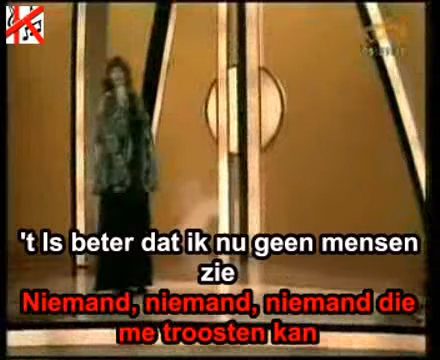 't Is beter dat ik nu geen mensen
zie
Niemand, niemand, niemand die
me troosten kan